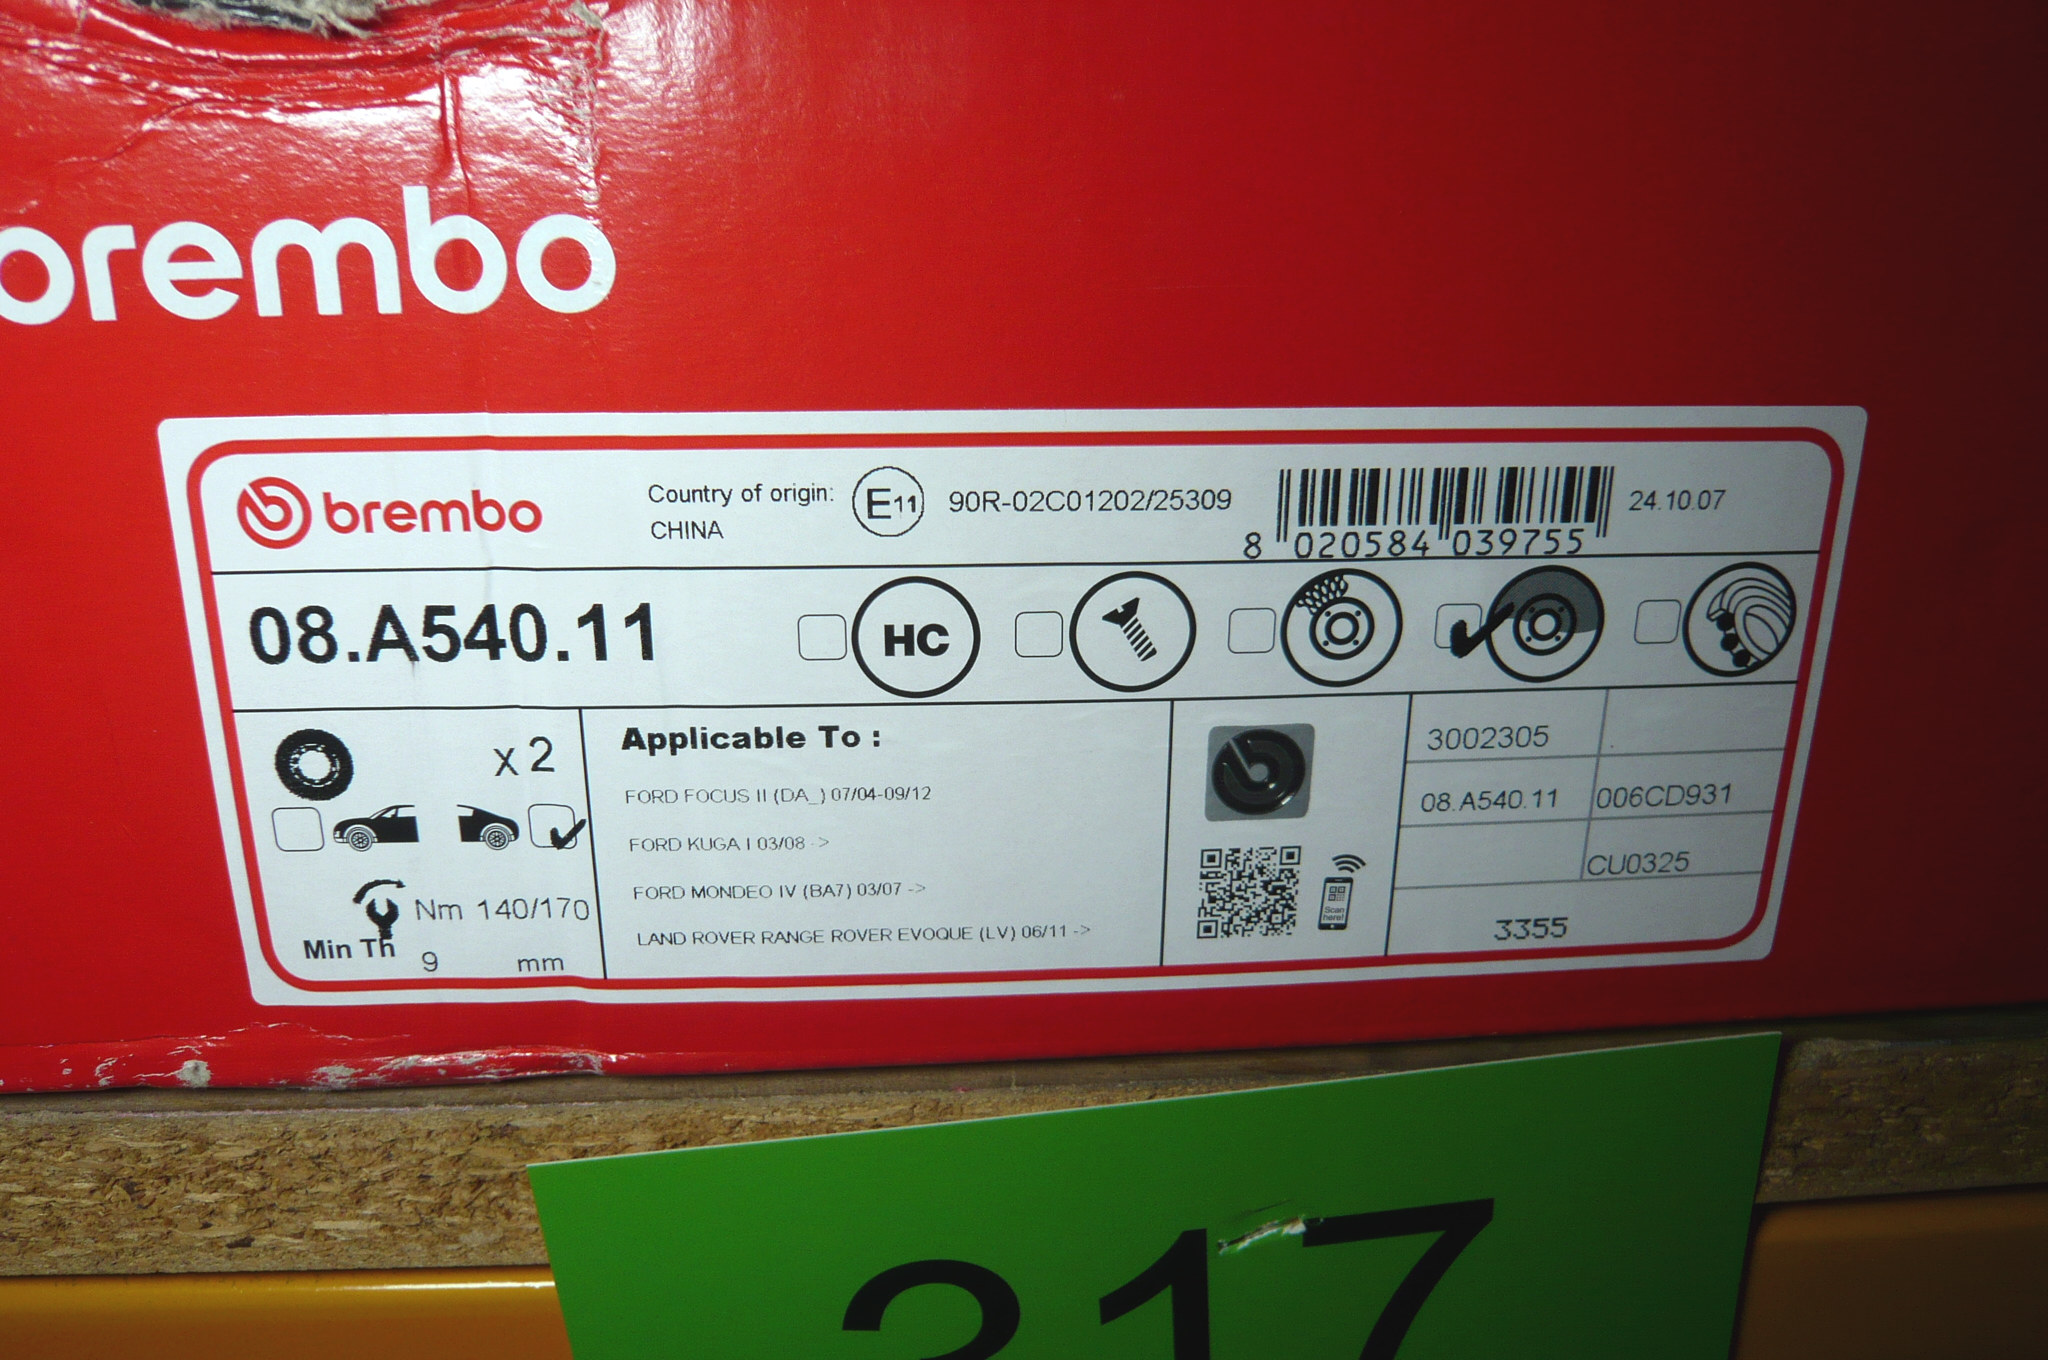 brembo
brembo
Country of origin:
CHINA
E11
90R-02C01202/25309
8 020584 039755
24.10.07
08.A540.11
HC
x 2
Nm 140/170
Min Th 9 mm
Applicable To :
FORD FOCUS II (DA_) 07/04-09/12
FORD KUGA I 03/08 ->
FORD MONDEO IV (BA7) 03/07 ->
LAND ROVER RANGE ROVER EVOQUE (LV) 06/11 ->
Scan
here!
3002305
08.A540.11 006CD931
CU0325
3355
317